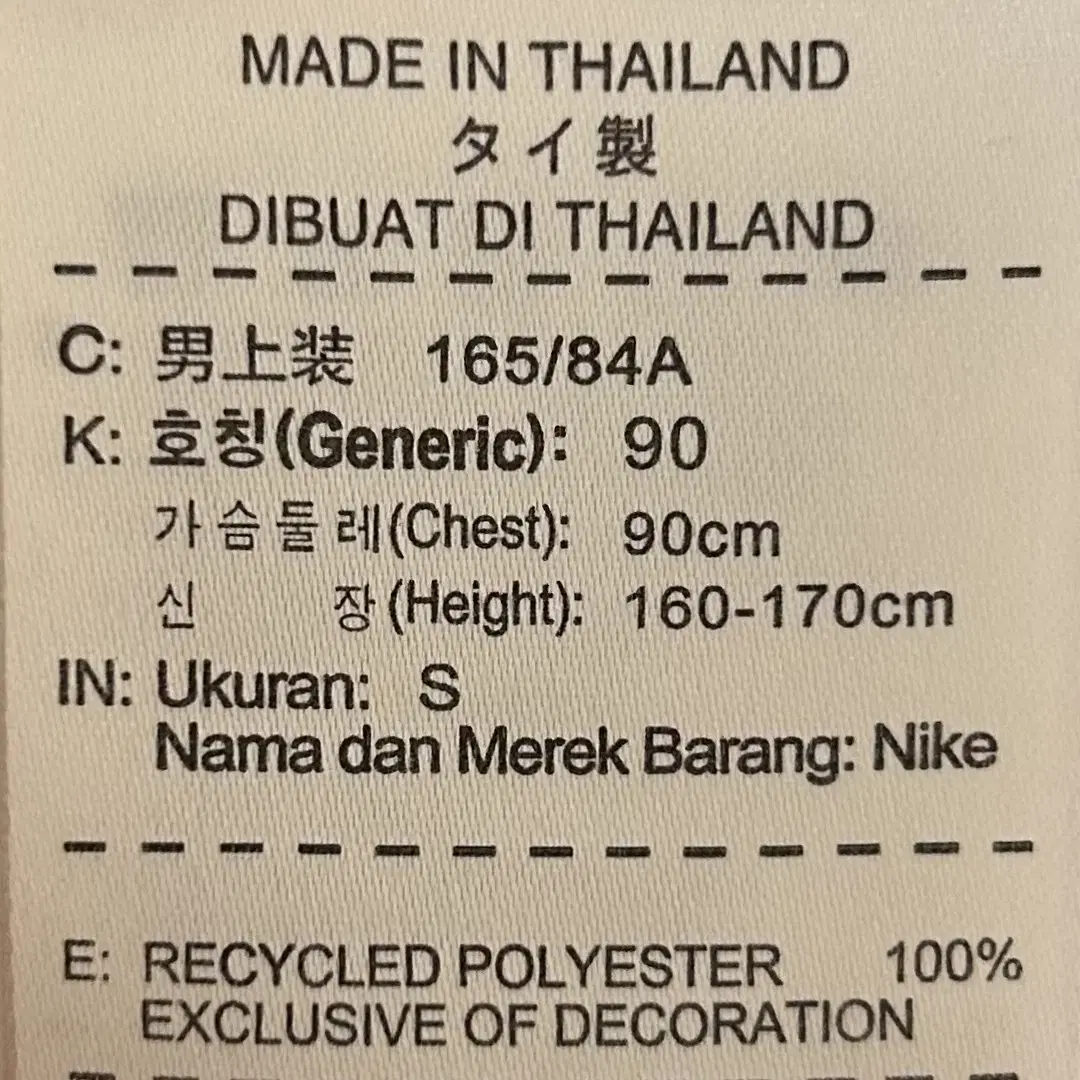 MADE IN THAILAND
タイ製
DIBUAT DI THAILAND
C: 男上装 165/84A
K: 호칭(Generic): 90
가슴둘레(Chest): 90cm
신 장(Height): 160-170cm
IN: Ukuran: S
Nama dan Merek Barang: Nike
E: RECYCLED POLYESTER 100%
EXCLUSIVE OF DECORATION